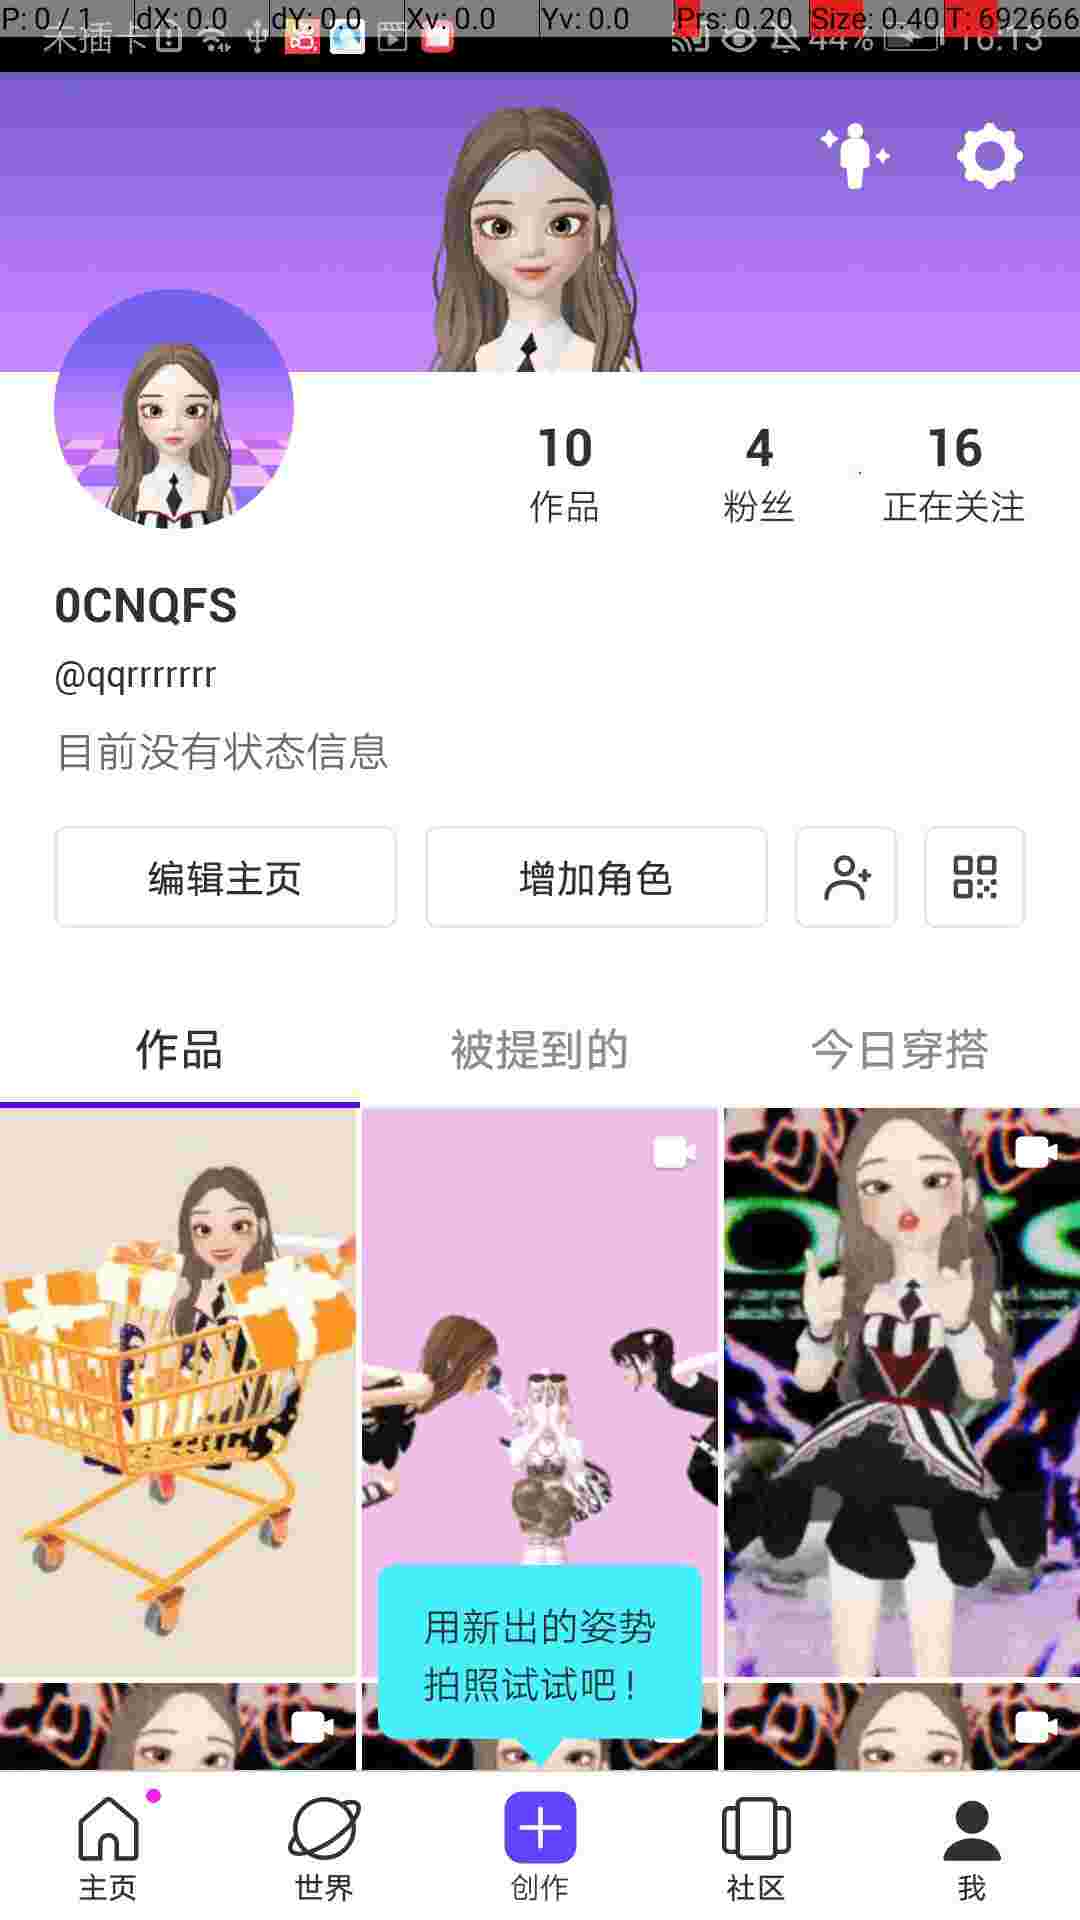 P: 0 / 1 dX: 0.0 dY: 0.0 Xv: 0.0 Yv: 0.0 Prs: 0.20 Size: 0.40 T: 692666
未插卡 44% 16:13
10 4 16
作品 粉丝 正在关注
0CNQFS
@qqrrrrrrr
目前没有状态信息
编辑主页 增加角色
作品 被提到的 今日穿搭
用新出的姿势
拍照试试吧！
主页 世界 创作 社区 我